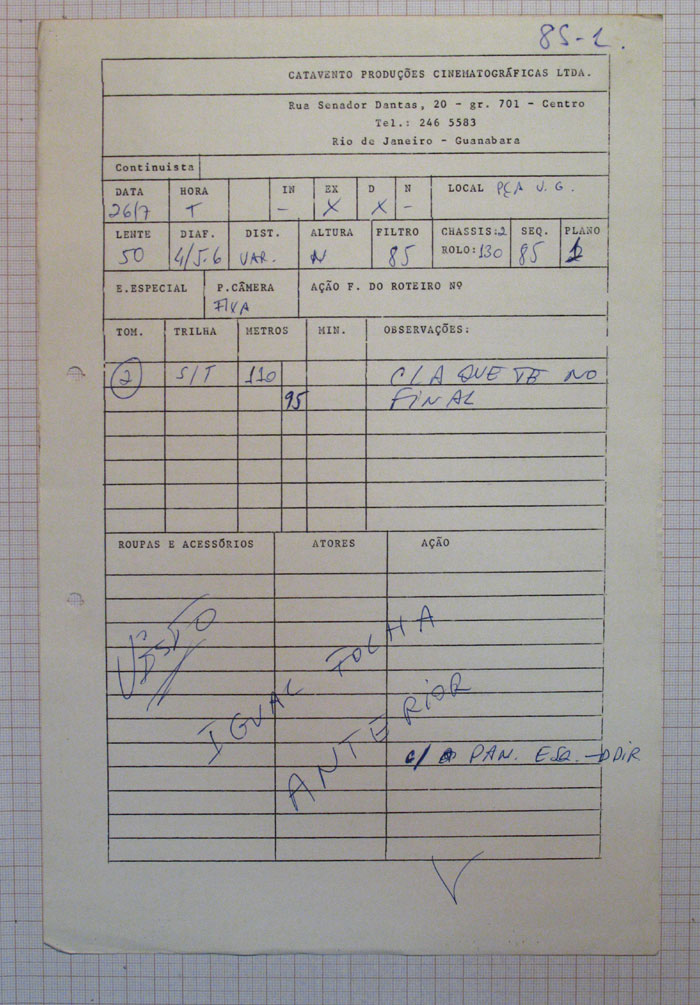 85-1.
CATAVENTO PRODUÇÕES CINEMATOGRÁFICAS LTDA.
Rua Senador Dantas, 20 - gr. 701 - Centro
Tel.: 246 5583
Rio de Janeiro - Guanabara
Continuista
DATA HORA IN EX D N LOCAL PÇA J.G.
26/7 T - X X -
LENTE DIAF. DIST. ALTURA FILTRO CHASSIS:2 SEQ. PLANO
50 4/5.6 VAR. N 85 ROLO:130 85 1
E.ESPECIAL P.CÂMERA AÇÃO F. DO ROTEIRO Nº
FIXA
TOM. TRILHA METROS MIN. OBSERVAÇÕES:
2 S/T 110 CLAQUETE NO
95 FINAL
ROUPAS E ACESSÓRIOS ATORES AÇÃO
IGUAL FOLHA
ANTERIOR
c/ PAN. ESQ. → DIR